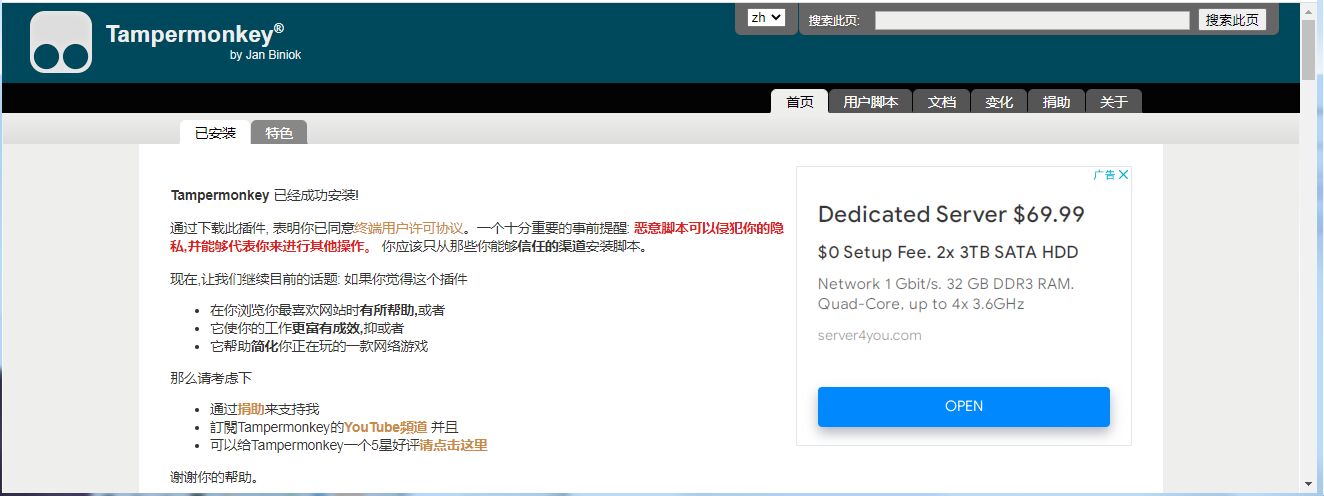 Tampermonkey®
by Jan Biniok
zh
搜索此页:
搜索此页
首页
用户脚本
文档
变化
捐助
关于
已安装
特色
Tampermonkey 已经成功安装!
通过下载此插件, 表明你已同意终端用户许可协议。一个十分重要的事前提醒: 恶意脚本可以侵犯你的隐
私,并能够代表你来进行其他操作。 你应该只从那些你能够信任的渠道安装脚本。
现在,让我们继续目前的话题: 如果你觉得这个插件
在你浏览你最喜欢网站时有所帮助,或者
它使你的工作更富有成效,抑或者
它帮助简化你正在玩的一款网络游戏
那么请考虑下
通过捐助来支持我
訂閱Tampermonkey的YouTube頻道 并且
可以给Tampermonkey一个5星好评请点击这里
谢谢你的帮助。
广告
Dedicated Server $69.99
$0 Setup Fee. 2x 3TB SATA HDD
Network 1 Gbit/s. 32 GB DDR3 RAM.
Quad-Core, up to 4x 3.6GHz
server4you.com
OPEN